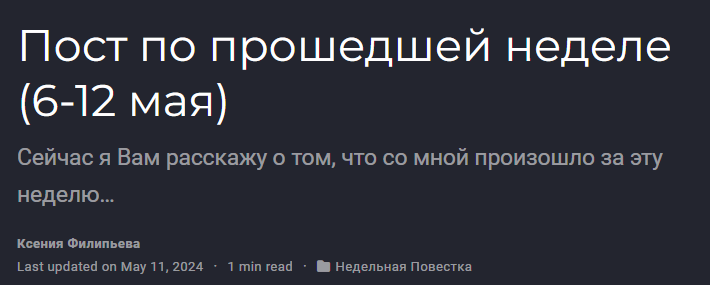 Пост по прошедшей неделе
(6-12 мая)
Сейчас я Вам расскажу о том, что со мной произошло за эту
неделю...
Ксения Филипьева
Last updated on May 11, 2024 · 1 min read · Недельная Повестка